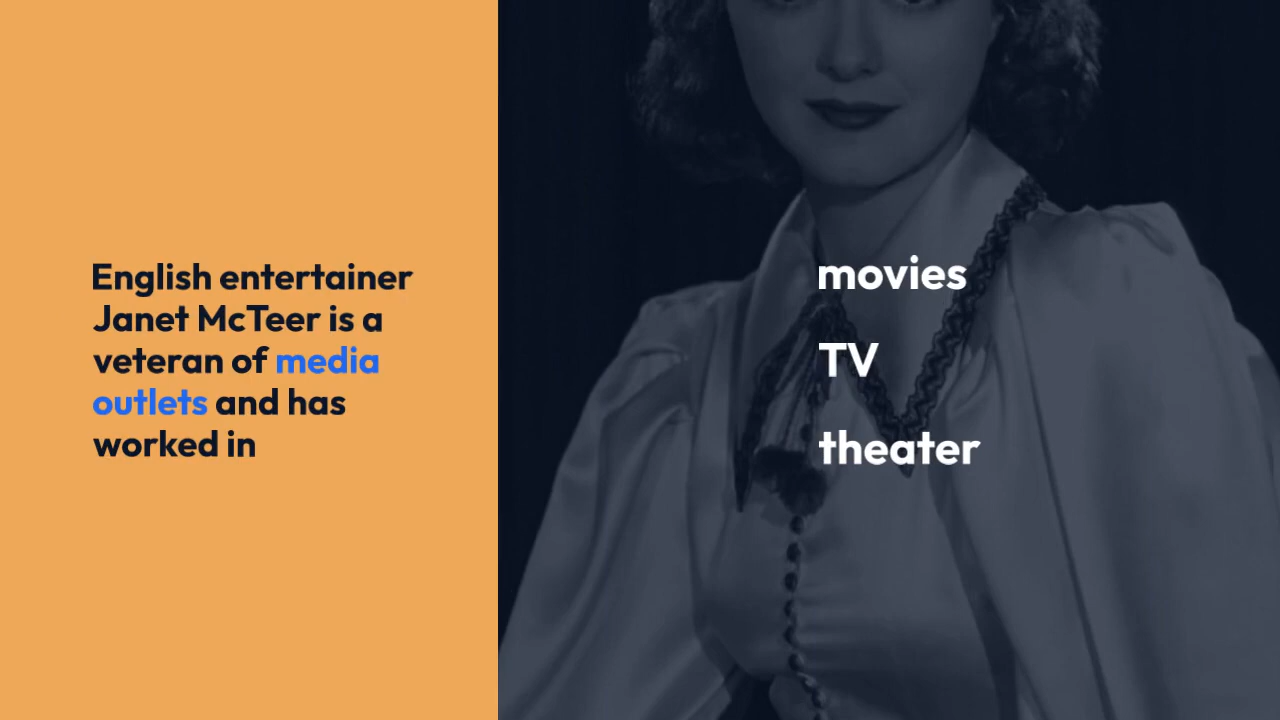 English entertainer
Janet McTeer is a
veteran of media
outlets and has
worked in
movies
TV
theater